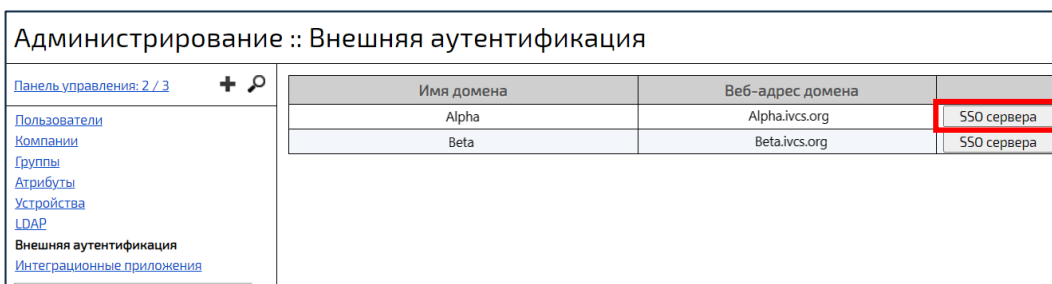 Администрирование :: Внешняя аутентификация
Панель управления: 2 / 3
Имя домена Веб-адрес домена
Alpha Alpha.ivcs.org SSO сервера
Beta Beta.ivcs.org SSO сервера
Пользователи
Компании
Группы
Атрибуты
Устройства
LDAP
Внешняя аутентификация
Интеграционные приложения